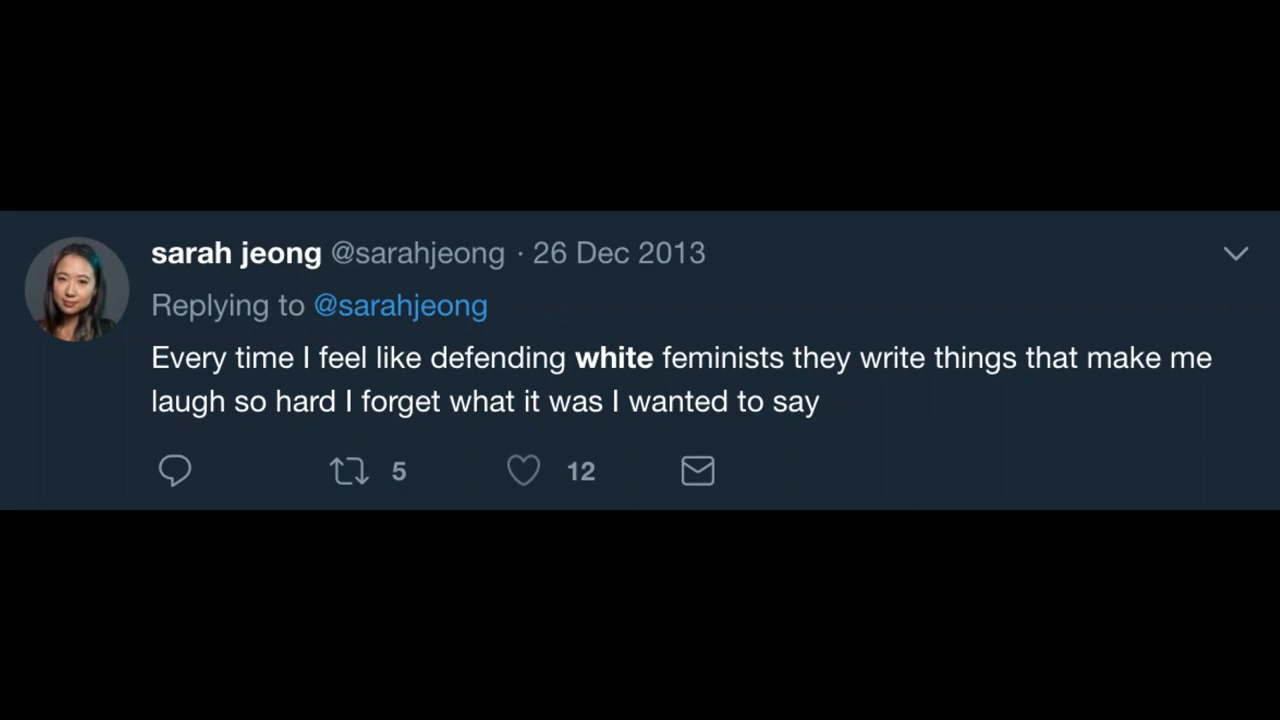 sarah jeong @sarahjeong · 26 Dec 2013
Replying to @sarahjeong
Every time I feel like defending white feminists they write things that make me
laugh so hard I forget what it was I wanted to say
5 12